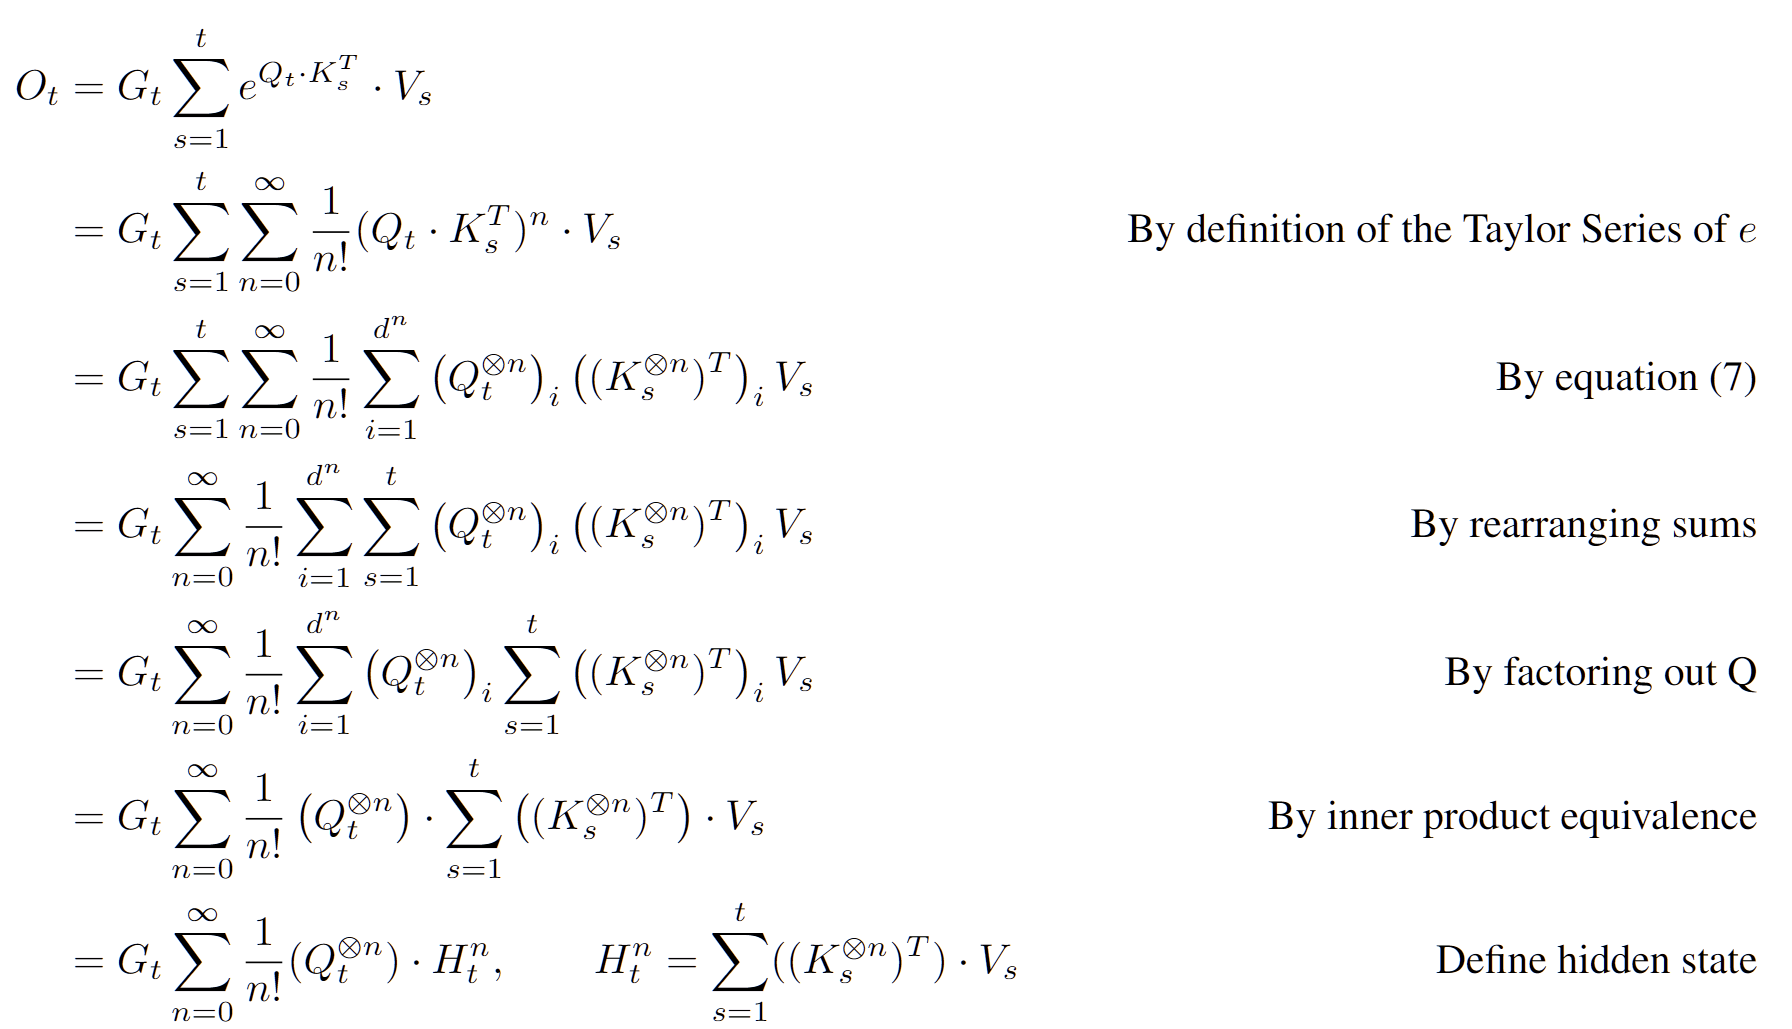 $O_t = G_t \sum_{s=1}^{t} e^{Q_t \cdot K_s^T} \cdot V_s$
$= G_t \sum_{s=1}^{t} \sum_{n=0}^{\infty} \frac{1}{n!} (Q_t \cdot K_s^T)^n \cdot V_s$ By definition of the Taylor Series of $e$
$= G_t \sum_{s=1}^{t} \sum_{n=0}^{\infty} \frac{1}{n!} \sum_{i=1}^{d^n} \left(Q_t^{\otimes n}\right)_i \left((K_s^{\otimes n})^T\right)_i V_s$ By equation (7)
$= G_t \sum_{n=0}^{\infty} \frac{1}{n!} \sum_{i=1}^{d^n} \sum_{s=1}^{t} \left(Q_t^{\otimes n}\right)_i \left((K_s^{\otimes n})^T\right)_i V_s$ By rearranging sums
$= G_t \sum_{n=0}^{\infty} \frac{1}{n!} \sum_{i=1}^{d^n} \left(Q_t^{\otimes n}\right)_i \sum_{s=1}^{t} \left((K_s^{\otimes n})^T\right)_i V_s$ By factoring out Q
$= G_t \sum_{n=0}^{\infty} \frac{1}{n!} \left(Q_t^{\otimes n}\right) \cdot \sum_{s=1}^{t} \left((K_s^{\otimes n})^T\right) \cdot V_s$ By inner product equivalence
$= G_t \sum_{n=0}^{\infty} \frac{1}{n!} (Q_t^{\otimes n}) \cdot H_t^n, \qquad H_t^n = \sum_{s=1}^{t} ((K_s^{\otimes n})^T) \cdot V_s$ Define hidden state